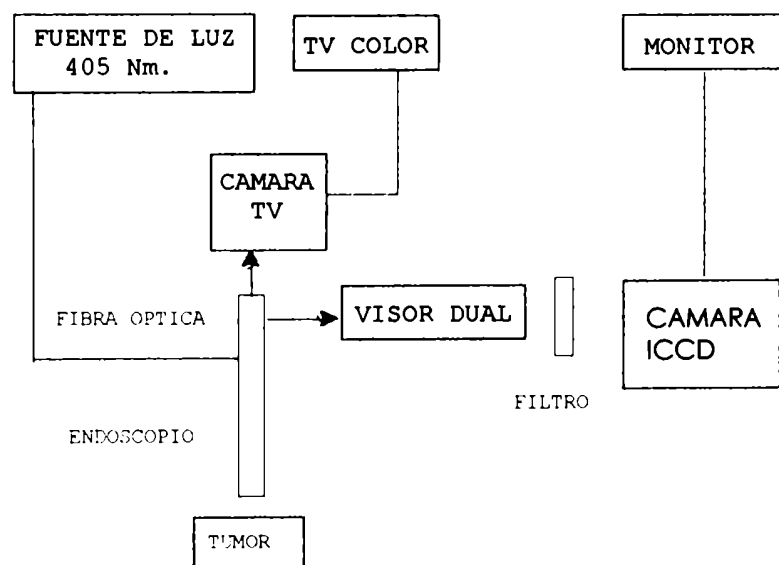 FUENTE DE LUZ
405 Nm.
TV COLOR
MONITOR
CAMARA
TV
FIBRA OPTICA
VISOR DUAL
CAMARA
ICCD
FILTRO
ENDOSCOPIO
TUMOR